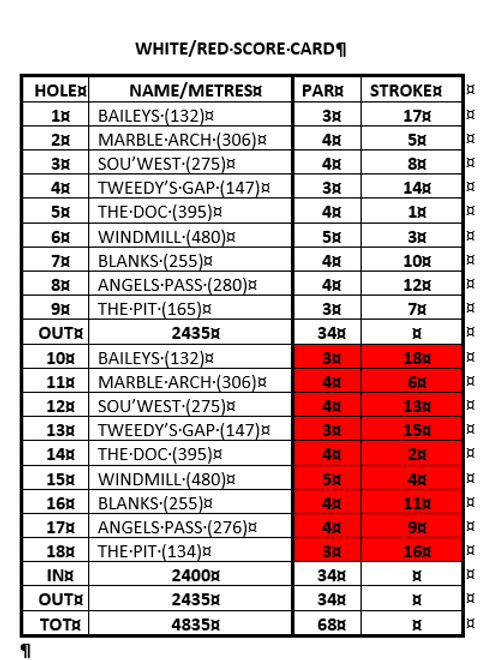 WHITE/RED SCORE CARD¶
HOLE¤ NAME/METRES¤ PAR¤ STROKE¤ ¤
1¤ BAILEYS·(132)¤ 3¤ 17¤ ¤
2¤ MARBLE·ARCH·(306)¤ 4¤ 5¤ ¤
3¤ SOU'WEST·(275)¤ 4¤ 8¤ ¤
4¤ TWEEDY'S·GAP·(147)¤ 3¤ 14¤ ¤
5¤ THE·DOC·(395)¤ 4¤ 1¤ ¤
6¤ WINDMILL·(480)¤ 5¤ 3¤ ¤
7¤ BLANKS·(255)¤ 4¤ 10¤ ¤
8¤ ANGELS·PASS·(280)¤ 4¤ 12¤ ¤
9¤ THE·PIT·(165)¤ 3¤ 7¤ ¤
OUT¤ 2435¤ 34¤ ¤ ¤
10¤ BAILEYS·(132)¤ 3¤ 18¤ ¤
11¤ MARBLE·ARCH·(306)¤ 4¤ 6¤ ¤
12¤ SOU'WEST·(275)¤ 4¤ 13¤ ¤
13¤ TWEEDY'S·GAP·(147)¤ 3¤ 15¤ ¤
14¤ THE·DOC·(395)¤ 4¤ 2¤ ¤
15¤ WINDMILL·(480)¤ 5¤ 4¤ ¤
16¤ BLANKS·(255)¤ 4¤ 11¤ ¤
17¤ ANGELS·PASS·(276)¤ 4¤ 9¤ ¤
18¤ THE·PIT·(134)¤ 3¤ 16¤ ¤
IN¤ 2400¤ 34¤ ¤ ¤
OUT¤ 2435¤ 34¤ ¤ ¤
TOT¤ 4835¤ 68¤ ¤ ¤
¶